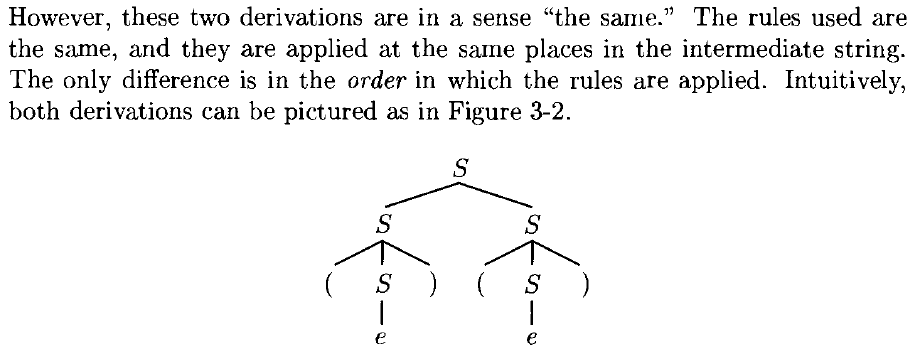 However, these two derivations are in a sense “the same.” The rules used are
the same, and they are applied at the same places in the intermediate string.
The only difference is in the order in which the rules are applied. Intuitively,
both derivations can be pictured as in Figure 3-2.
S
S S
( S ) ( S )
e e